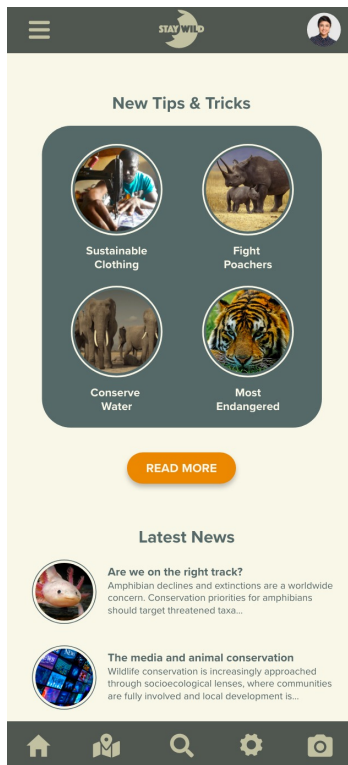 STAY WILD
New Tips & Tricks
Sustainable
Clothing
Fight
Poachers
Conserve
Water
Most
Endangered
READ MORE
Latest News
Are we on the right track?
Amphibian declines and extinctions are a worldwide
concern. Conservation priorities for amphibians
should target threatened taxa...
The media and animal conservation
Wildlife conservation is increasingly approached
through socioecological lenses, where communities
are fully involved and local development is...